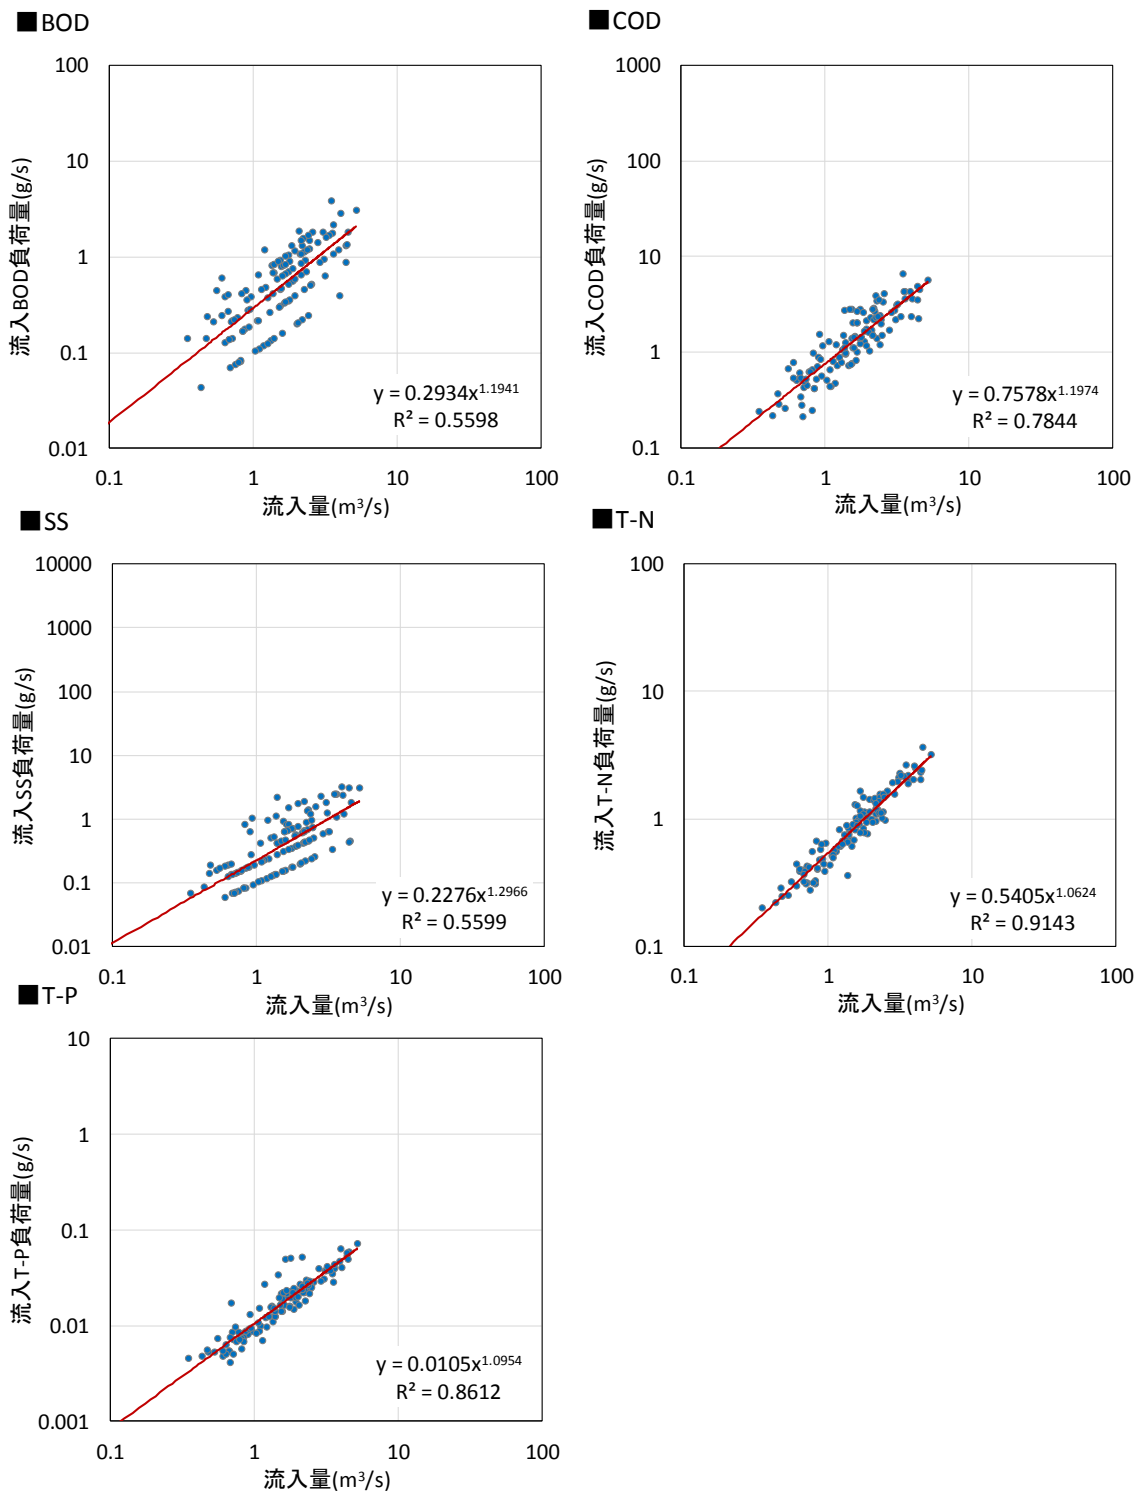 ■BOD
100
10
1
0.1
0.01
流入BOD負荷量(g/s)
y = 0.2934x^1.1941
R² = 0.5598
0.1 1 10 100
流入量(m³/s)
■COD
1000
100
10
1
0.1
流入COD負荷量(g/s)
y = 0.7578x^1.1974
R² = 0.7844
0.1 1 10 100
流入量(m³/s)
■SS
10000
1000
100
10
1
0.1
0.01
流入SS負荷量(g/s)
y = 0.2276x^1.2966
R² = 0.5599
0.1 1 10 100
流入量(m³/s)
■T-N
100
10
1
0.1
流入T-N負荷量(g/s)
y = 0.5405x^1.0624
R² = 0.9143
0.1 1 10 100
流入量(m³/s)
■T-P
10
1
0.1
0.01
0.001
流入T-P負荷量(g/s)
y = 0.0105x^1.0954
R² = 0.8612
0.1 1 10 100
流入量(m³/s)